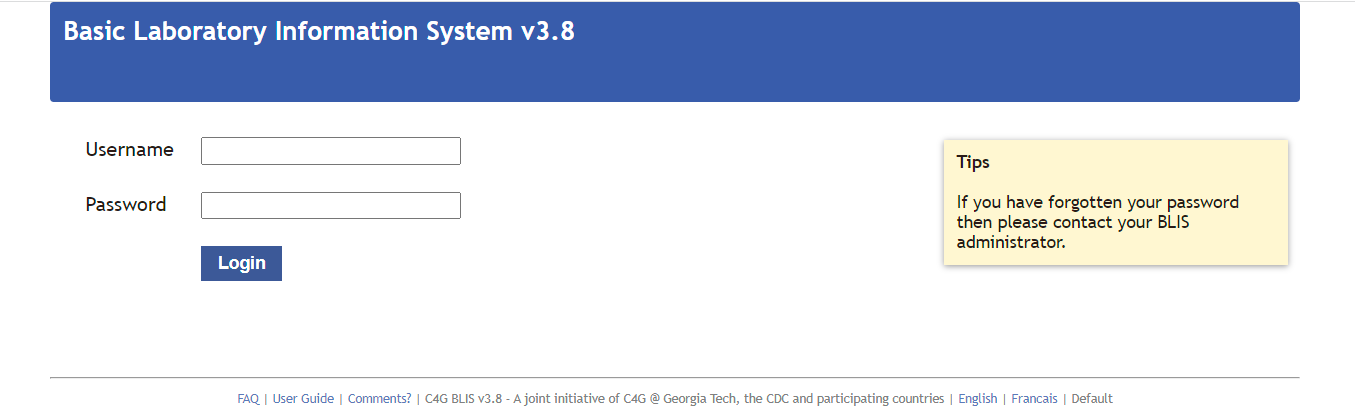 Basic Laboratory Information System v3.8
Username
Password
Login
Tips
If you have forgotten your password
then please contact your BLIS
administrator.
FAQ | User Guide | Comments? | C4G BLIS v3.8 - A joint initiative of C4G @ Georgia Tech, the CDC and participating countries | English | Francais | Default